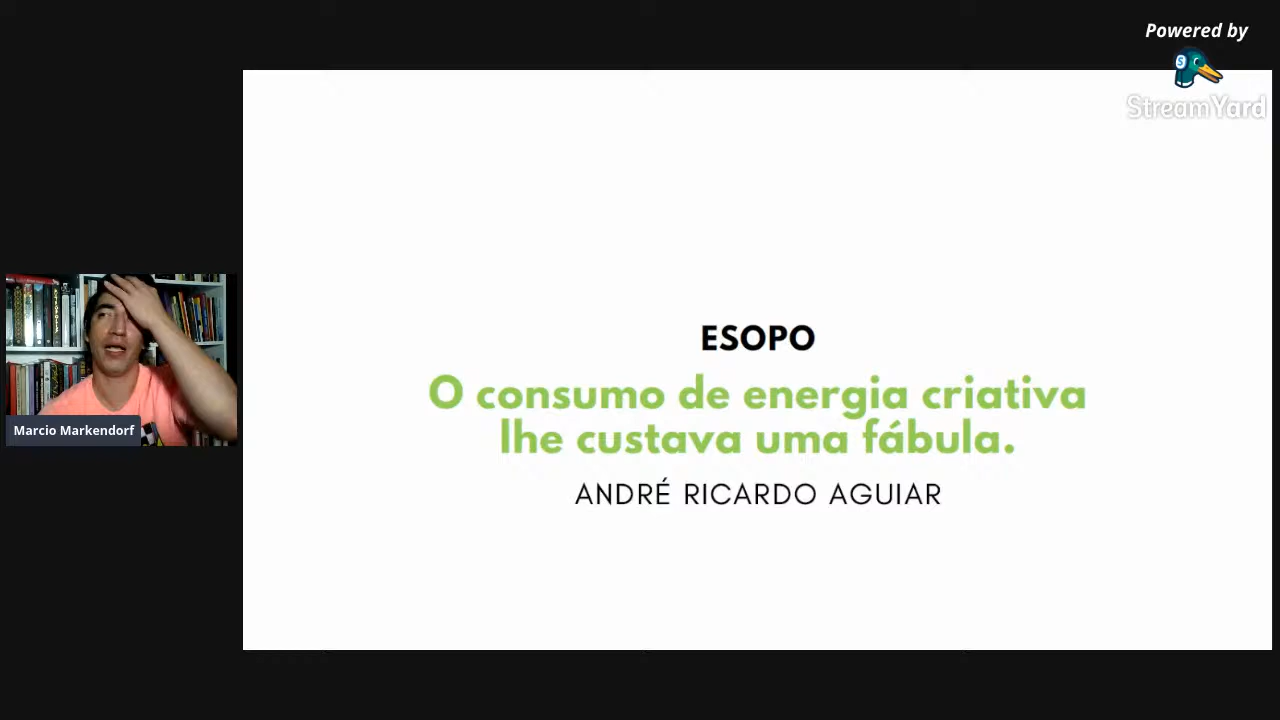 Powered by
StreamYard
ESOPO
O consumo de energia criativa
lhe custava uma fábula.
ANDRÉ RICARDO AGUIAR
Marcio Markendorf